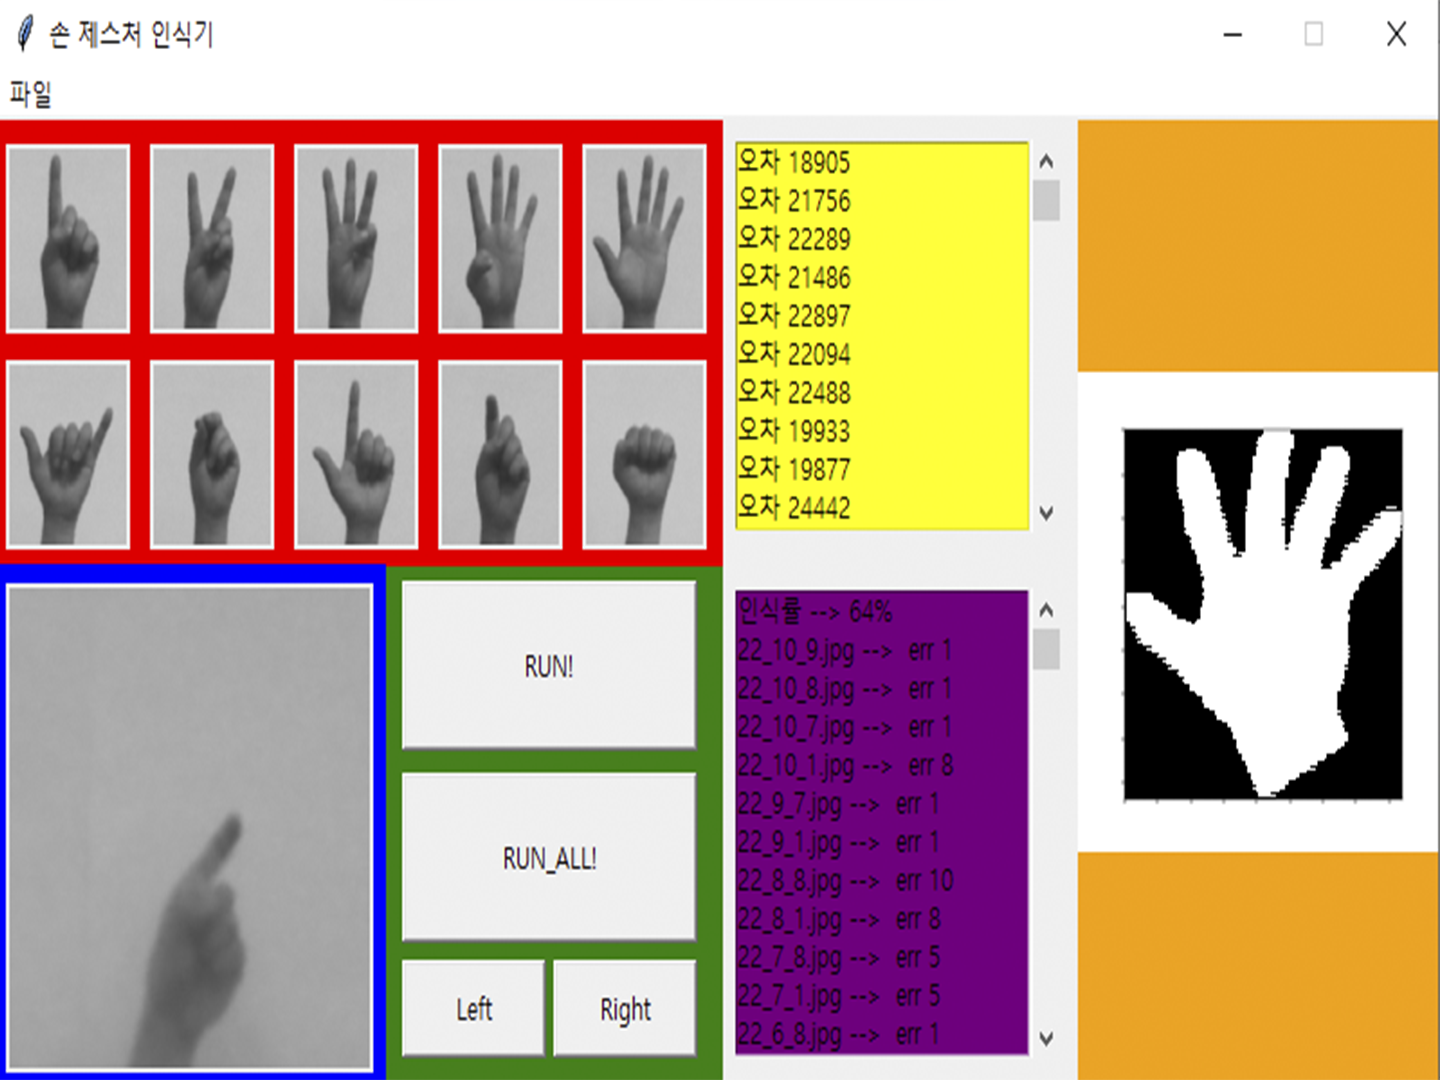 손 제스처 인식기
파일
오차 18905
오차 21756
오차 22289
오차 21486
오차 22897
오차 22094
오차 22488
오차 19933
오차 19877
오차 24442
RUN!
RUN_ALL!
Left
Right
인식률 --> 64%
22_10_9.jpg --> err 1
22_10_8.jpg --> err 1
22_10_7.jpg --> err 1
22_10_1.jpg --> err 8
22_9_7.jpg --> err 1
22_9_1.jpg --> err 1
22_8_8.jpg --> err 10
22_8_1.jpg --> err 8
22_7_8.jpg --> err 5
22_7_1.jpg --> err 5
22_6_8.jpg --> err 1